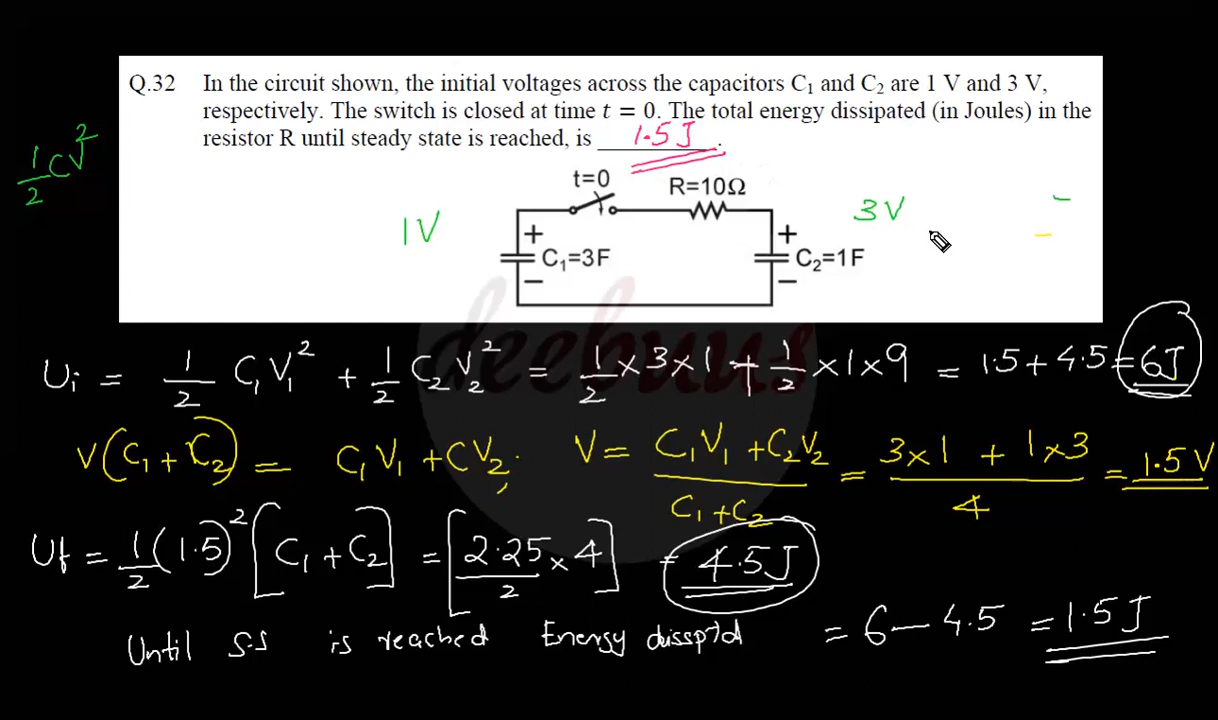 Q.32 In the circuit shown, the initial voltages across the capacitors C₁ and C₂ are 1 V and 3 V,
respectively. The switch is closed at time t = 0. The total energy dissipated (in Joules) in the
resistor R until steady state is reached, is 1.5 J.
1/2 CV²
t=0
R=10Ω
1V
3V
+ +
C₁=3F
C₂=1F
− −
deebuus
Ui = 1/2 C₁V₁² + 1/2 C₂V₂² = 1/2 × 3 × 1 + 1/2 × 1 × 9 = 1.5 + 4.5 = 6J
V(C₁ + C₂) = C₁V₁ + CV₂; V = (C₁V₁ + C₂V₂)/(C₁ + C₂) = (3×1 + 1×3)/4 = 1.5 V
Uf = 1/2 (1.5)² [C₁ + C₂] = [2.25/2 × 4] = 4.5J
Until S.S is reached Energy dissptd = 6 − 4.5 = 1.5J